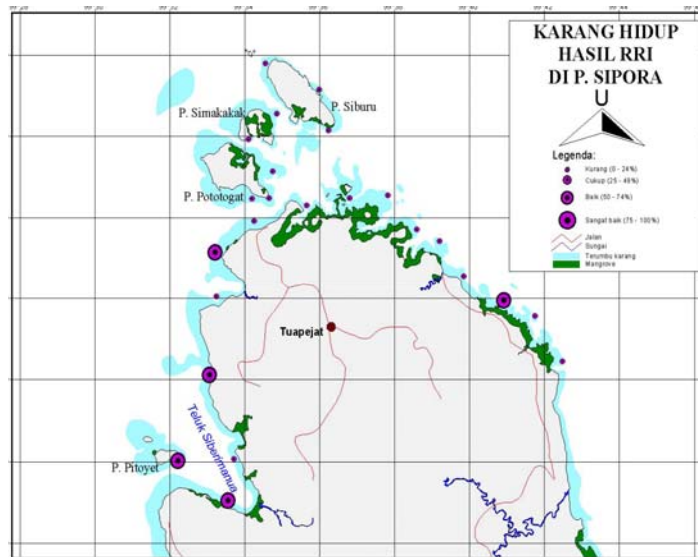 KARANG HIDUP
HASIL RRI
DI P. SIPORA
U
Legenda:
Kurang (0 - 24%)
Cukup (25 - 49%)
Baik (50 - 74%)
Sangat baik (75 - 100%)
Jalan
Sungai
Terumbu karang
Mangrove
P. Siburu
P. Simakakak
P. Pototogat
Tuapejat
Teluk Siberimanua
P. Pitoyet